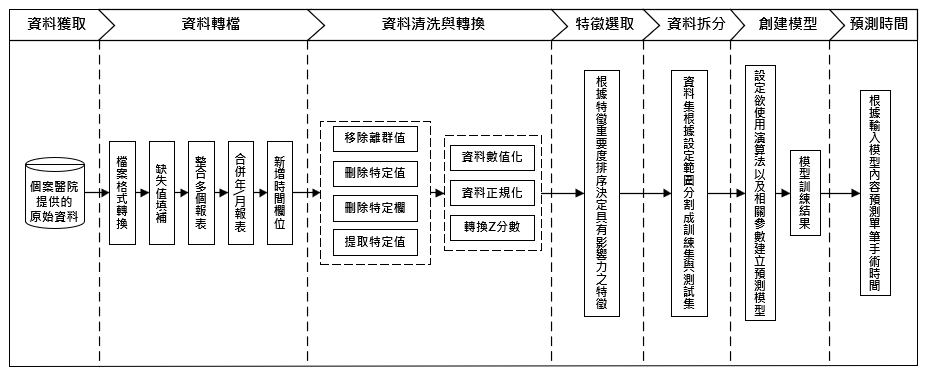 資料獲取
資料轉檔
資料清洗與轉換
特徵選取
資料拆分
創建模型
預測時間
個案醫院
提供的
原始資料
檔案格式轉換
缺失值填補
整合多個報表
合併年/月報表
新增時間欄位
移除離群值
刪除特定值
刪除特定欄
提取特定值
資料數值化
資料正規化
轉換Z分數
根據特徵重要度排序決定具有影響力之特徵
資料集根據設定範圍分割成訓練集與測試集
設定欲使用演算法以及相關參數建立預測模型
模型訓練結果
根據輸入模型內容預測單筆手術時間